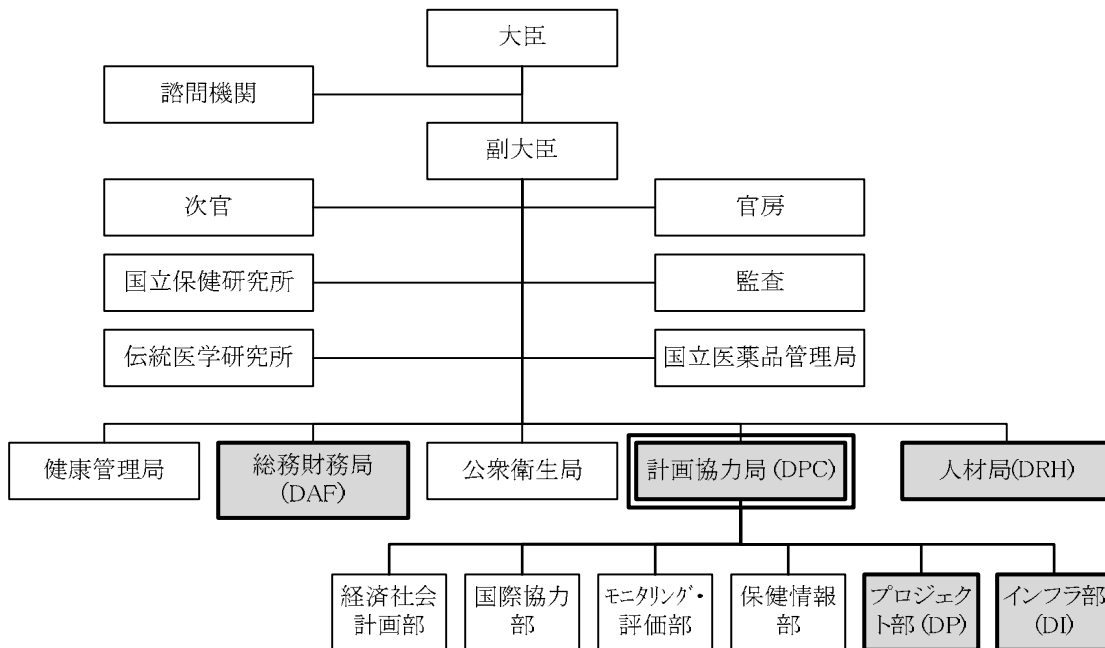 大臣
諮問機関
副大臣
次官
官房
国立保健研究所
監査
伝統医学研究所
国立医薬品管理局
健康管理局
総務財務局
(DAF)
公衆衛生局
計画協力局(DPC)
人材局(DRH)
経済社会
計画部
国際協力
部
モニタリング・
評価部
保健情報
部
プロジェク
ト部(DP)
インフラ部
(DI)